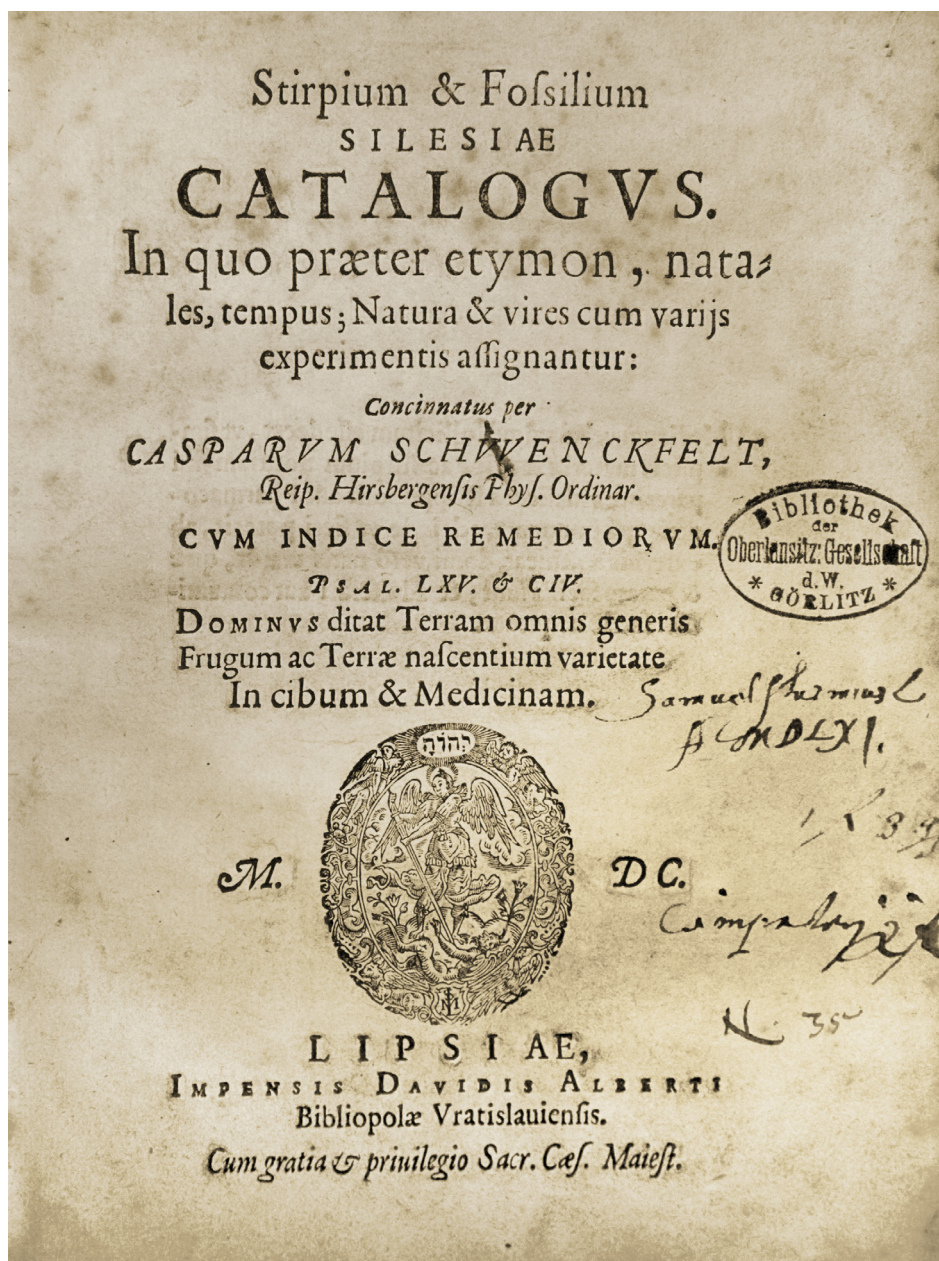 Stirpium & Foſsilium
SILESIAE
CATALOGVS.
In quo præter etymon, nata⸗
les, tempus; Natura & vires cum varijs
experimentis aſſignantur:
Concinnatus per
CASPARVM SCHWENCKFELT,
Reip. Hirsbergenſis Phyſ. Ordinar.
CVM INDICE REMEDIORVM.
Bibliothek
der
Oberlausitz: Gesellschaft
d. W.
* GÖRLITZ *
PSAL. LXV. & CIV.
DOMINVS ditat Terram omnis generis
Frugum ac Terræ naſcentium varietate
In cibum & Medicinam.
Samuel
יהוה
M. DC.
N. 35
LIPSIAE,
IMPENSIS DAVIDIS ALBERTI
Bibliopolæ Vratislauienſis.
Cum gratia & priuilegio Sacr. Cæſ. Maieſt.